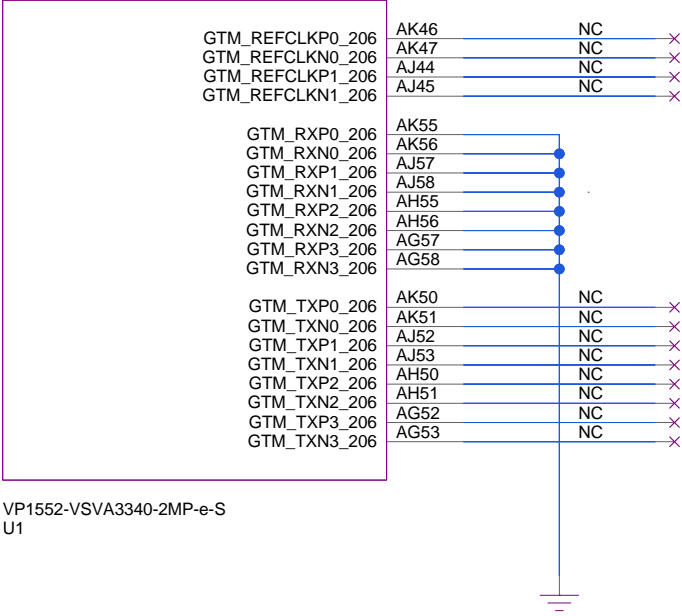 GTM_REFCLKP0_206 AK46 NC
GTM_REFCLKN0_206 AK47 NC
GTM_REFCLKP1_206 AJ44 NC
GTM_REFCLKN1_206 AJ45 NC
GTM_RXP0_206 AK55
GTM_RXN0_206 AK56
GTM_RXP1_206 AJ57
GTM_RXN1_206 AJ58
GTM_RXP2_206 AH55
GTM_RXN2_206 AH56
GTM_RXP3_206 AG57
GTM_RXN3_206 AG58
GTM_TXP0_206 AK50 NC
GTM_TXN0_206 AK51 NC
GTM_TXP1_206 AJ52 NC
GTM_TXN1_206 AJ53 NC
GTM_TXP2_206 AH50 NC
GTM_TXN2_206 AH51 NC
GTM_TXP3_206 AG52 NC
GTM_TXN3_206 AG53 NC
VP1552-VSVA3340-2MP-e-S
U1